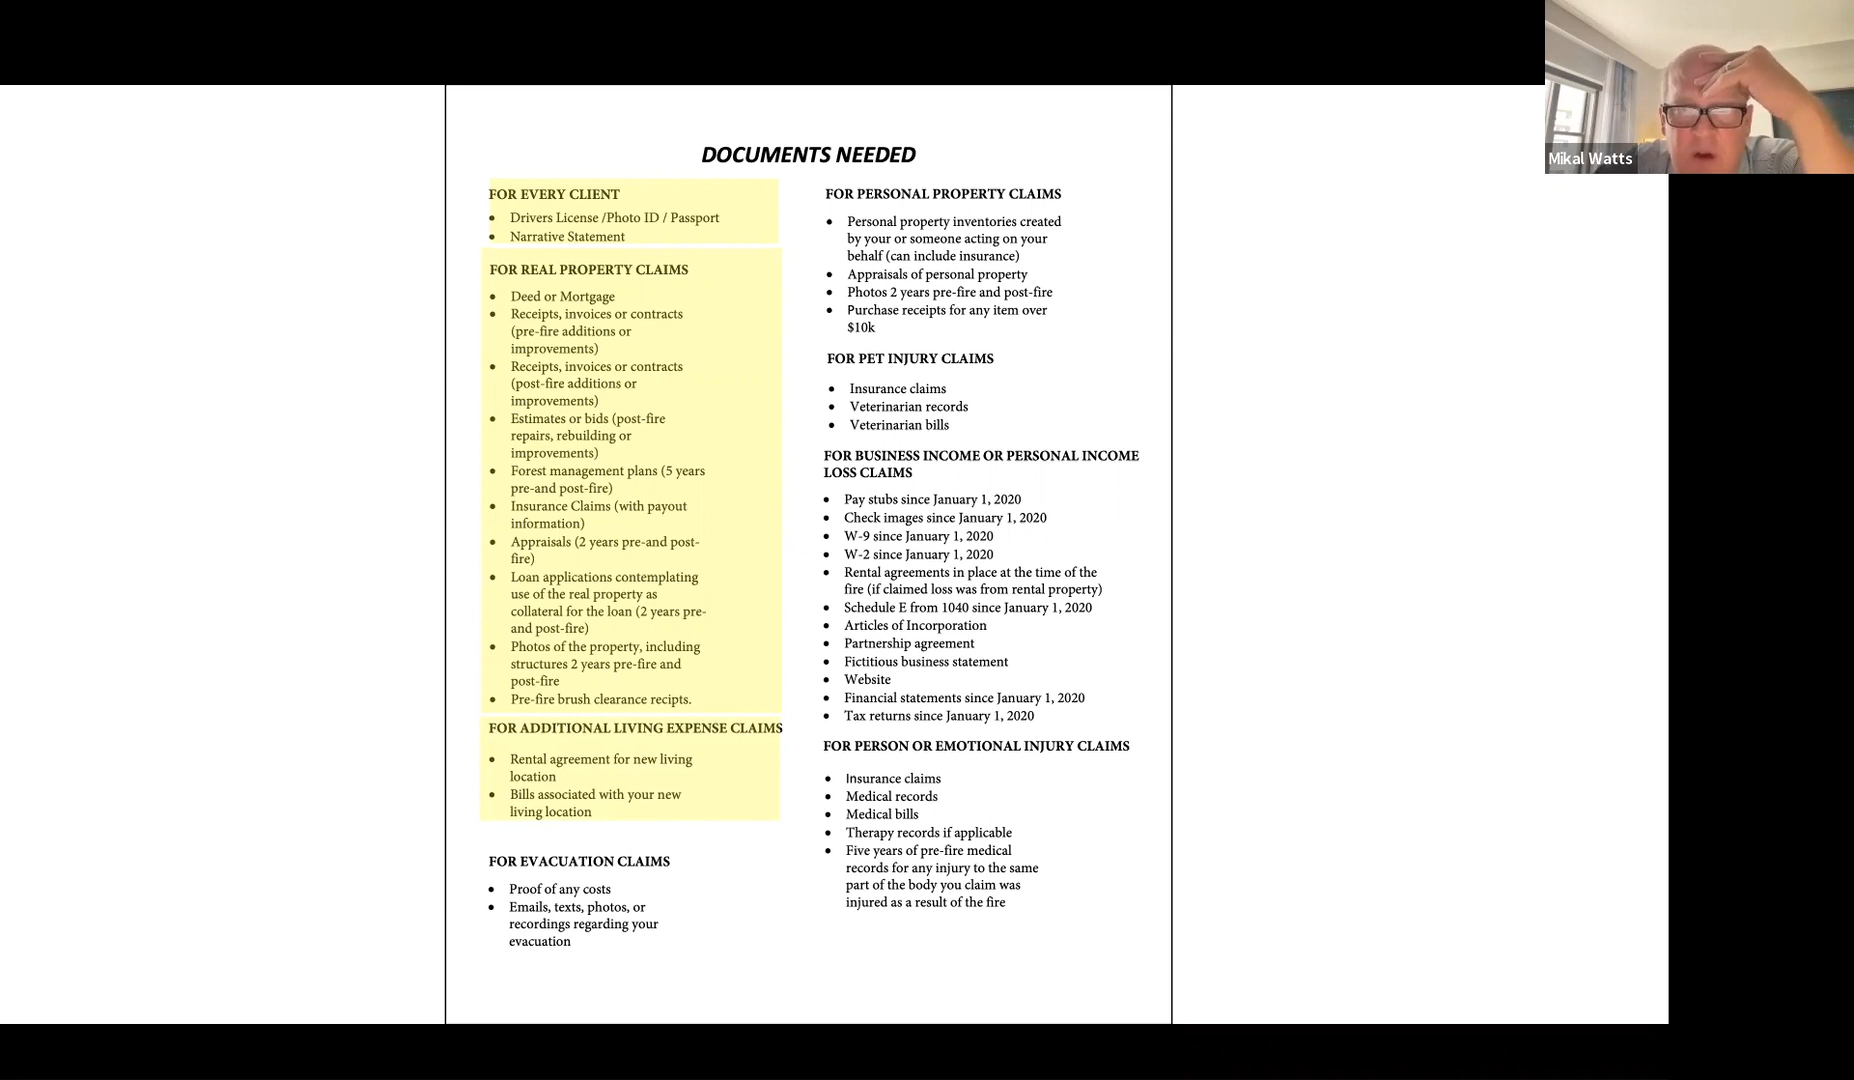 DOCUMENTS NEEDED
FOR EVERY CLIENT
• Drivers License /Photo ID / Passport
• Narrative Statement
FOR REAL PROPERTY CLAIMS
• Deed or Mortgage
• Receipts, invoices or contracts
(pre-fire additions or
improvements)
• Receipts, invoices or contracts
(post-fire additions or
improvements)
• Estimates or bids (post-fire
repairs, rebuilding or
improvements)
• Forest management plans (5 years
pre-and post-fire)
• Insurance Claims (with payout
information)
• Appraisals (2 years pre-and post-
fire)
• Loan applications contemplating
use of the real property as
collateral for the loan (2 years pre-
and post-fire)
• Photos of the property, including
structures 2 years pre-fire and
post-fire
• Pre-fire brush clearance recipts.
FOR ADDITIONAL LIVING EXPENSE CLAIMS
• Rental agreement for new living
location
• Bills associated with your new
living location
FOR EVACUATION CLAIMS
• Proof of any costs
• Emails, texts, photos, or
recordings regarding your
evacuation
FOR PERSONAL PROPERTY CLAIMS
• Personal property inventories created
by your or someone acting on your
behalf (can include insurance)
• Appraisals of personal property
• Photos 2 years pre-fire and post-fire
• Purchase receipts for any item over
$10k
FOR PET INJURY CLAIMS
• Insurance claims
• Veterinarian records
• Veterinarian bills
FOR BUSINESS INCOME OR PERSONAL INCOME
LOSS CLAIMS
• Pay stubs since January 1, 2020
• Check images since January 1, 2020
• W-9 since January 1, 2020
• W-2 since January 1, 2020
• Rental agreements in place at the time of the
fire (if claimed loss was from rental property)
• Schedule E from 1040 since January 1, 2020
• Articles of Incorporation
• Partnership agreement
• Fictitious business statement
• Website
• Financial statements since January 1, 2020
• Tax returns since January 1, 2020
FOR PERSON OR EMOTIONAL INJURY CLAIMS
• Insurance claims
• Medical records
• Medical bills
• Therapy records if applicable
• Five years of pre-fire medical
records for any injury to the same
part of the body you claim was
injured as a result of the fire
Mikal Watts